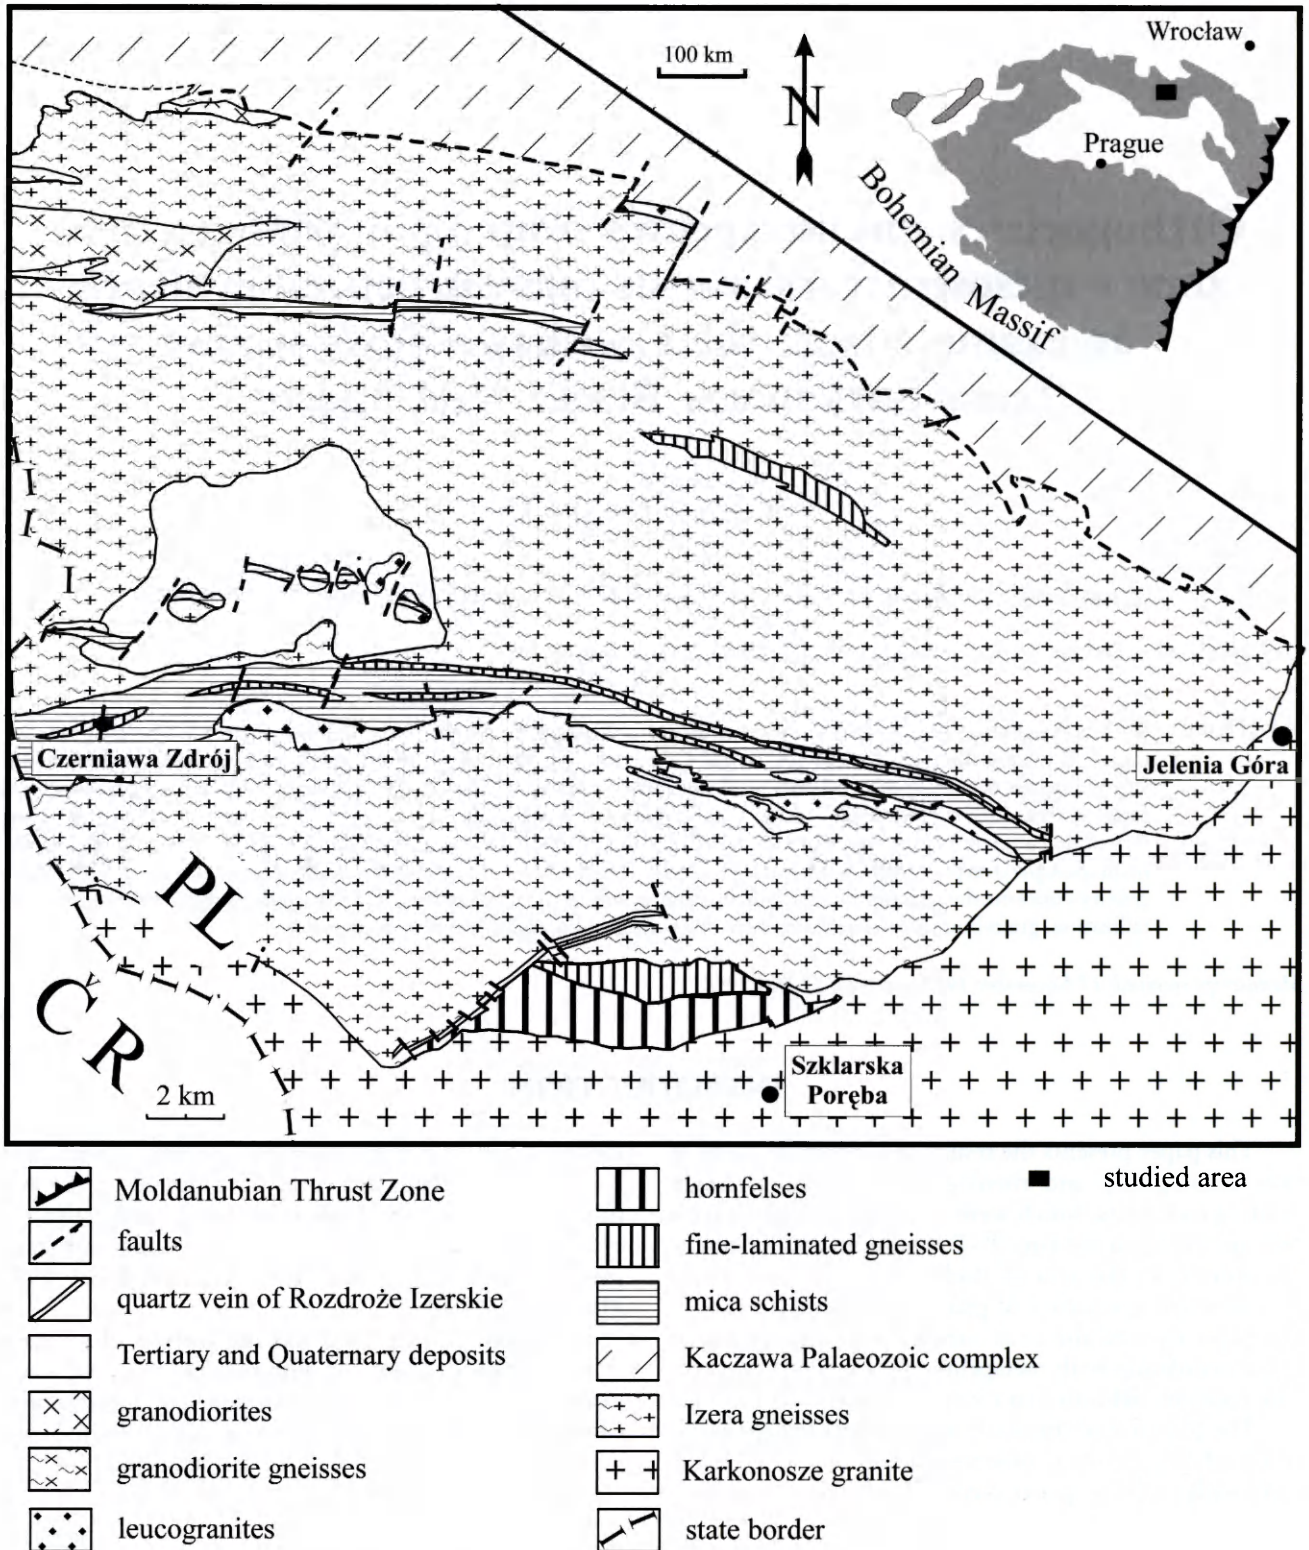 Wrocław
100 km
N
Prague
Bohemian Massif
Czerniawa Zdrój
Jelenia Góra
PL
ČR
Szklarska
Poręba
2 km
Moldanubian Thrust Zone
faults
quartz vein of Rozdroże Izerskie
Tertiary and Quaternary deposits
granodiorites
granodiorite gneisses
leucogranites
hornfelses
fine-laminated gneisses
mica schists
Kaczawa Palaeozoic complex
Izera gneisses
Karkonosze granite
state border
studied area